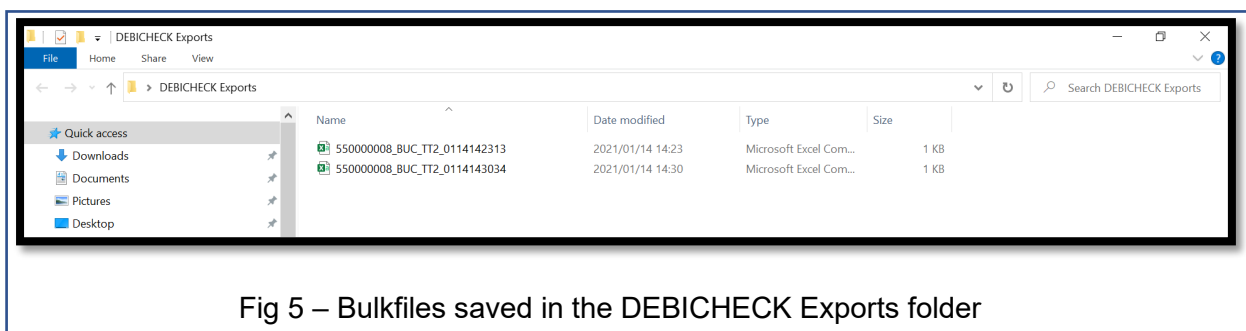 DEBICHECK Exports
File Home Share View
DEBICHECK Exports Search DEBICHECK Exports
Name Date modified Type Size
Quick access
Downloads 550000008_BUC_TT2_0114142313 2021/01/14 14:23 Microsoft Excel Com... 1 KB
Documents 550000008_BUC_TT2_0114143034 2021/01/14 14:30 Microsoft Excel Com... 1 KB
Pictures
Desktop
Fig 5 – Bulkfiles saved in the DEBICHECK Exports folder